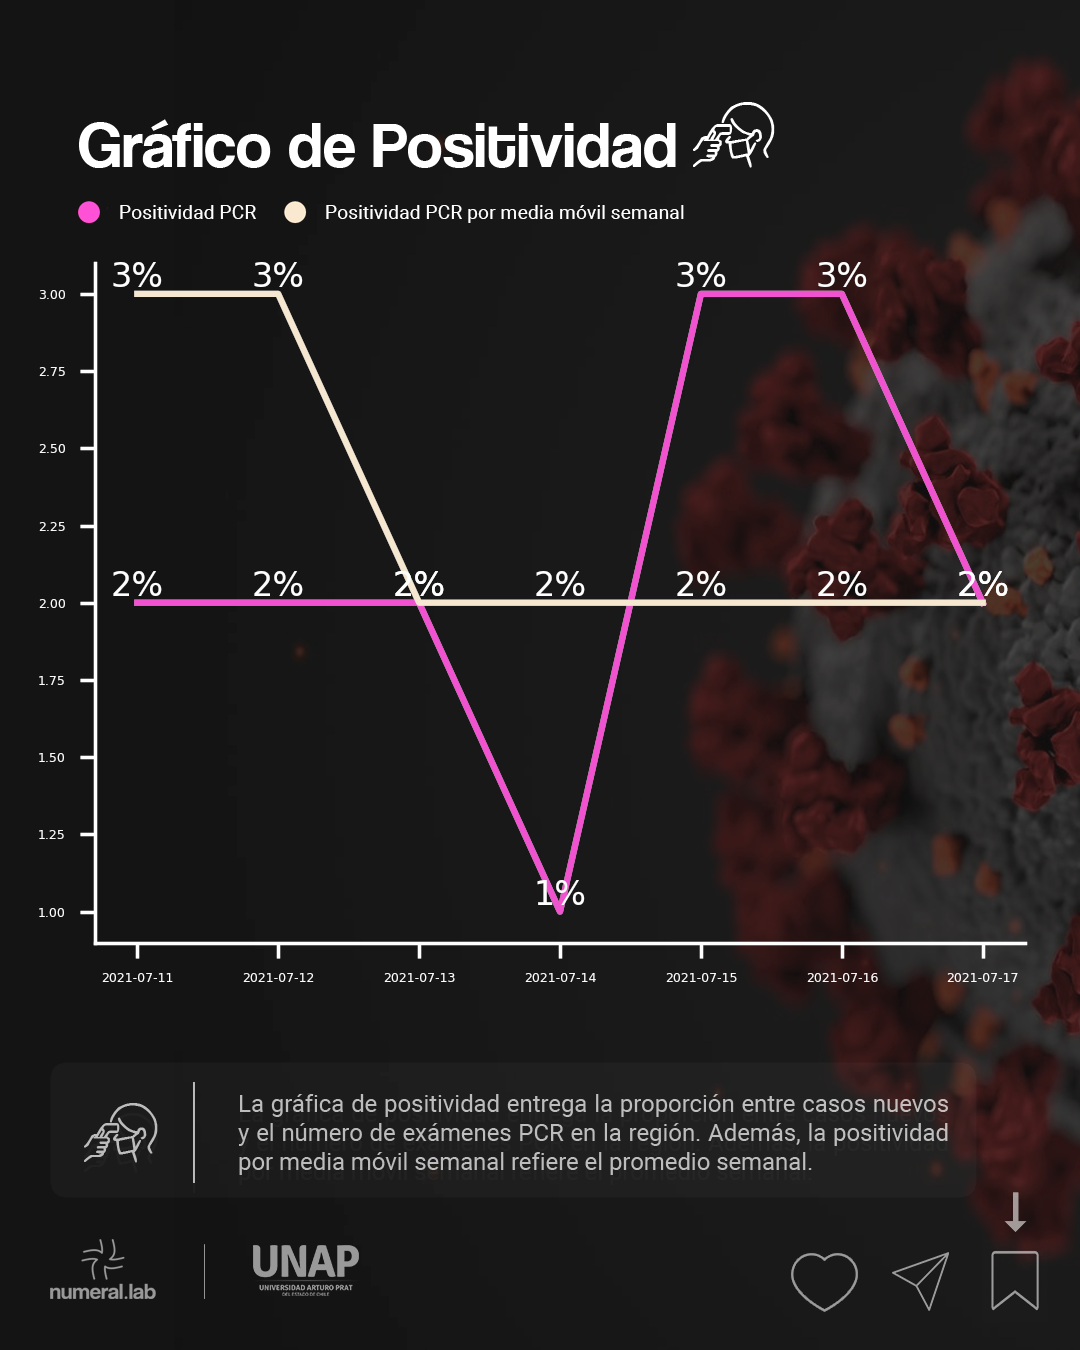 Gráfico de Positividad
Positividad PCR
Positividad PCR por media móvil semanal
3% 3% 3% 3%
3.00
2.75
2.50
2.25
2% 2% 2% 2% 2% 2% 2%
2.00
1.75
1.50
1.25
1%
1.00
2021-07-11 2021-07-12 2021-07-13 2021-07-14 2021-07-15 2021-07-16 2021-07-17
La gráfica de positividad entrega la proporción entre casos nuevos
y el número de exámenes PCR en la región. Además, la positividad
por media móvil semanal refiere el promedio semanal.
numeral.lab
UNAP
UNIVERSIDAD ARTURO PRAT
DEL ESTADO DE CHILE